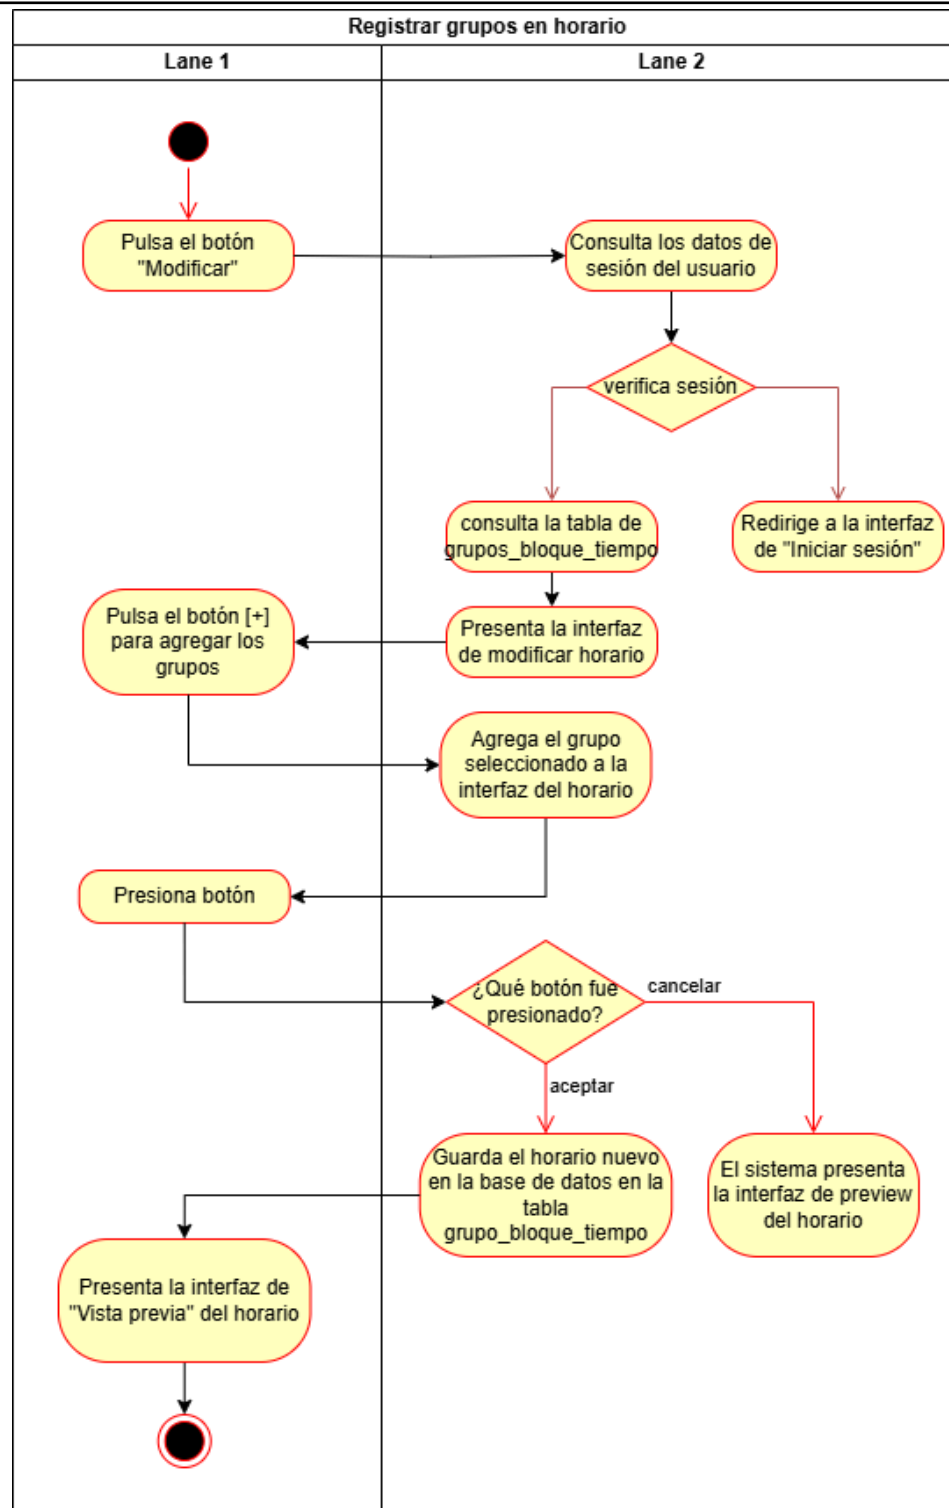 Registrar grupos en horario
Lane 1
Lane 2
Pulsa el botón
"Modificar"
Consulta los datos de
sesión del usuario
verifica sesión
consulta la tabla de
grupos_bloque_tiempo
Redirige a la interfaz
de "Iniciar sesión"
Presenta la interfaz
de modificar horario
Pulsa el botón [+]
para agregar los
grupos
Agrega el grupo
seleccionado a la
interfaz del horario
Presiona botón
¿Qué botón fue
presionado?
cancelar
aceptar
Guarda el horario nuevo
en la base de datos en la
tabla
grupo_bloque_tiempo
El sistema presenta
la interfaz de preview
del horario
Presenta la interfaz de
"Vista previa" del horario